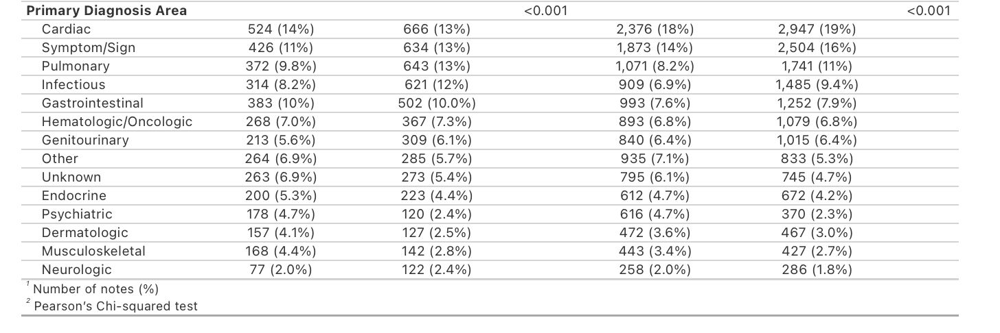 Primary Diagnosis Area <0.001 <0.001
Cardiac 524 (14%) 666 (13%) 2,376 (18%) 2,947 (19%)
Symptom/Sign 426 (11%) 634 (13%) 1,873 (14%) 2,504 (16%)
Pulmonary 372 (9.8%) 643 (13%) 1,071 (8.2%) 1,741 (11%)
Infectious 314 (8.2%) 621 (12%) 909 (6.9%) 1,485 (9.4%)
Gastrointestinal 383 (10%) 502 (10.0%) 993 (7.6%) 1,252 (7.9%)
Hematologic/Oncologic 268 (7.0%) 367 (7.3%) 893 (6.8%) 1,079 (6.8%)
Genitourinary 213 (5.6%) 309 (6.1%) 840 (6.4%) 1,015 (6.4%)
Other 264 (6.9%) 285 (5.7%) 935 (7.1%) 833 (5.3%)
Unknown 263 (6.9%) 273 (5.4%) 795 (6.1%) 745 (4.7%)
Endocrine 200 (5.3%) 223 (4.4%) 612 (4.7%) 672 (4.2%)
Psychiatric 178 (4.7%) 120 (2.4%) 616 (4.7%) 370 (2.3%)
Dermatologic 157 (4.1%) 127 (2.5%) 472 (3.6%) 467 (3.0%)
Musculoskeletal 168 (4.4%) 142 (2.8%) 443 (3.4%) 427 (2.7%)
Neurologic 77 (2.0%) 122 (2.4%) 258 (2.0%) 286 (1.8%)
1 Number of notes (%)
2 Pearson’s Chi-squared test